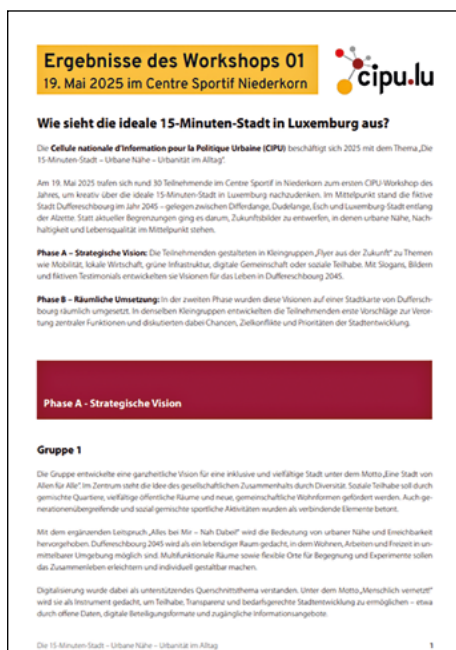 Ergebnisse des Workshops 01
19. Mai 2025 im Centre Sportif Niederkorn
cipu.lu
Wie sieht die ideale 15-Minuten-Stadt in Luxemburg aus?
Die Cellule nationale d'Information pour la Politique Urbaine (CIPU) beschäftigt sich 2025 mit dem Thema „Die
15-Minuten-Stadt – Urbane Nähe – Urbanität im Alltag“.
Am 19. Mai 2025 trafen sich rund 30 Teilnehmende im Centre Sportif in Niederkorn zum ersten CIPU-Workshop des
Jahres, um kreativ über die ideale 15-Minuten-Stadt in Luxemburg nachzudenken. Im Mittelpunkt stand die fiktive
Stadt Differeschbourg im Jahr 2045 – gelegen zwischen Differdange, Dudelange, Esch und Luxemburg-Stadt entlang
der Alzette. Statt aktueller Begrenzungen ging es darum, Zukunftsbilder zu entwerfen, in denen urbane Nähe, Nach-
haltigkeit und Lebensqualität im Mittelpunkt stehen.
Phase A – Strategische Vision: Die Teilnehmenden gestalteten in Kleingruppen „Flyer aus der Zukunft“ zu Themen
wie Mobilität, lokale Wirtschaft, grüne Infrastruktur, digitale Gemeinschaft oder soziale Teilhabe. Mit Slogans, Bildern
und fiktiven Testimonials entwickelten sie Visionen für das Leben in Duffereschbourg 2045.
Phase B – Räumliche Umsetzung: In der zweiten Phase wurden diese Visionen auf einer Stadtkarte von Duffersch-
bourg räumlich umgesetzt. In denselben Kleingruppen entwickelten die Teilnehmenden erste Vorschläge zur Veror-
tung zentraler Funktionen und diskutierten dabei Chancen, Zielkonflikte und Prioritäten der Stadtentwicklung.
Phase A - Strategische Vision
Gruppe 1
Die Gruppe entwickelte eine ganzheitliche Vision für eine inklusive und vielfältige Stadt unter dem Motto „Eine Stadt von
Allen für Alle“. Im Zentrum steht die Idee des gesellschaftlichen Zusammenhalts durch Diversität. Soziale Teilhabe soll durch
gemischte Quartiere, vielfältige öffentliche Räume und neue, gemeinschaftliche Wohnformen gefördert werden. Auch ge-
nerationenübergreifende und sozial gemischte sportliche Aktivitäten wurden als verbindende Elemente betont.
Mit dem ergänzenden Leitspruch „Alles bei Mir – Nah Dabei!“ wird die Bedeutung von urbaner Nähe und Erreichbarkeit
hervorgehoben. Duffereschbourg 2045 wird als ein lebendiger Raum gedacht, in dem Wohnen, Arbeiten und Freizeit in un-
mittelbarer Umgebung möglich sind. Multifunktionale Räume sowie flexible Orte für Begegnung und Experimente sollen
das Zusammenleben erleichtern und individuell gestaltbar machen.
Digitalisierung wurde dabei als unterstützendes Querschnittsthema verstanden. Unter dem Motto „Menschlich vernetzt“
wird sie als Instrument gedacht, um Teilhabe, Transparenz und bedarfsgerechte Stadtentwicklung zu ermöglichen – etwa
durch offene Daten, digitale Beteiligungsformate und zugängliche Informationsangebote.
Die 15-Minuten-Stadt – Urbane Nähe – Urbanität im Alltag
1